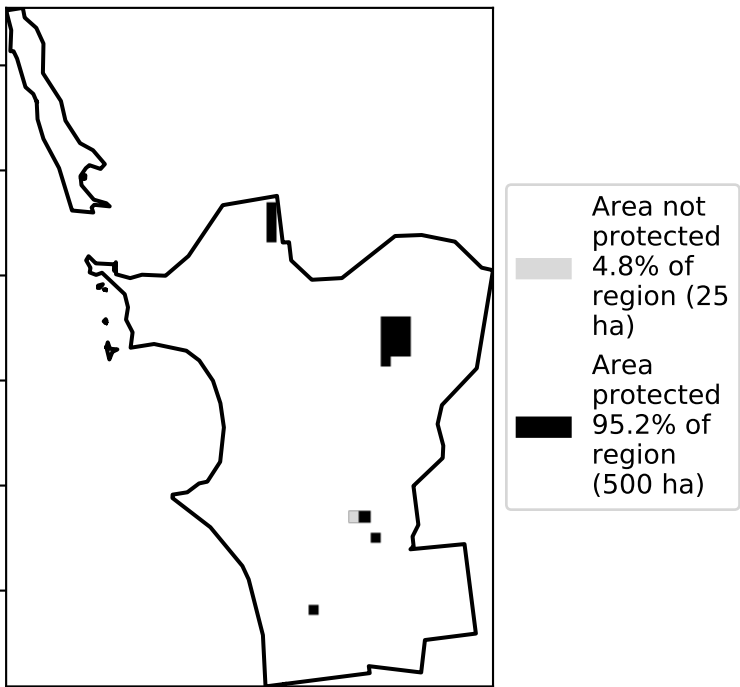 Area not
protected
4.8% of
region (25
ha)
Area
protected
95.2% of
region
(500 ha)